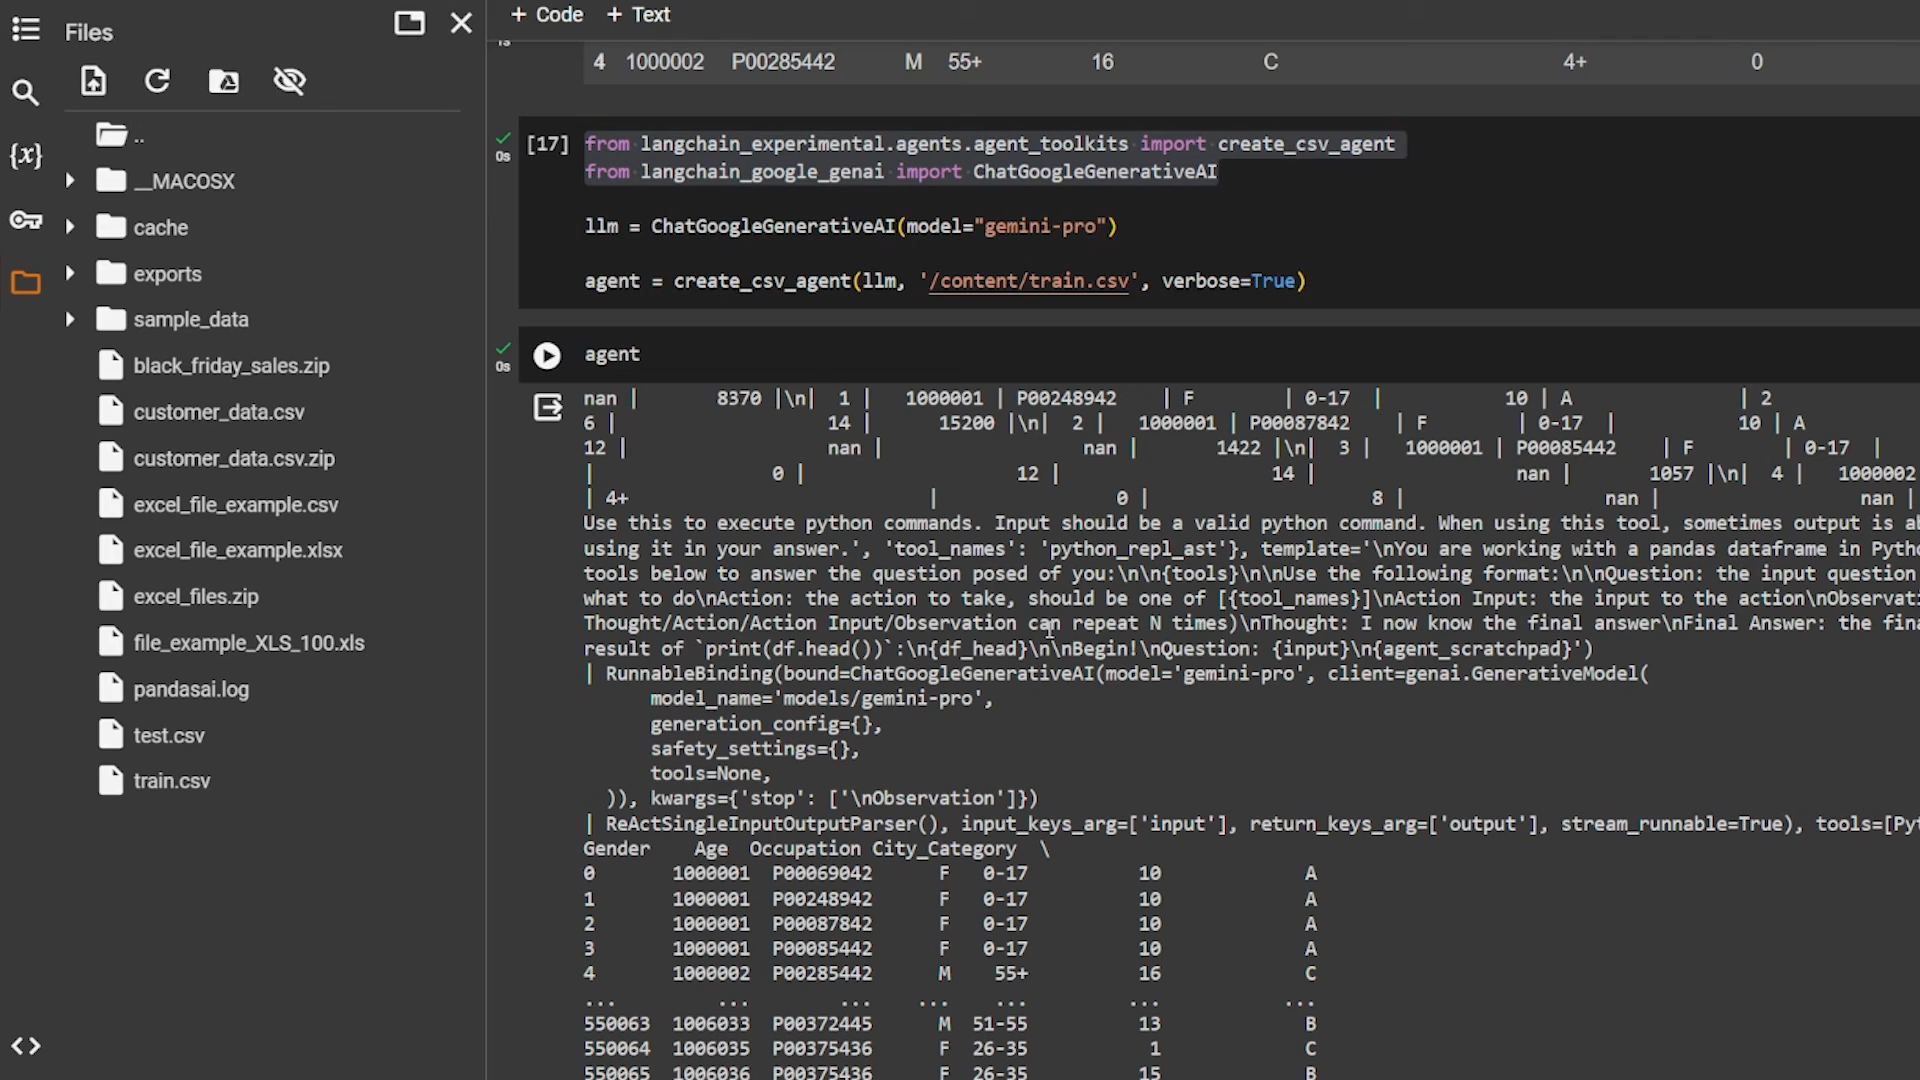 Files
..
__MACOSX
cache
exports
sample_data
black_friday_sales.zip
customer_data.csv
customer_data.csv.zip
excel_file_example.csv
excel_file_example.xlsx
excel_files.zip
file_example_XLS_100.xls
pandasai.log
test.csv
train.csv
{x}
<>
+ Code + Text
4 1000002 P00285442 M 55+ 16 C 4+ 0
0s
[17] from langchain_experimental.agents.agent_toolkits import create_csv_agent
from langchain_google_genai import ChatGoogleGenerativeAI
llm = ChatGoogleGenerativeAI(model="gemini-pro")
agent = create_csv_agent(llm, '/content/train.csv', verbose=True)
0s
agent
nan | 8370 |\n| 1 | 1000001 | P00248942 | F | 0-17 | 10 | A | 2
6 | 14 | 15200 |\n| 2 | 1000001 | P00087842 | F | 0-17 | 10 | A
12 | nan | nan | 1422 |\n| 3 | 1000001 | P00085442 | F | 0-17 |
| 0 | 12 | 14 | nan | 1057 |\n| 4 | 1000002
| 4+ | 0 | 8 | nan | nan |
Use this to execute python commands. Input should be a valid python command. When using this tool, sometimes output is
using it in your answer.', 'tool_names': 'python_repl_ast'}, template='\nYou are working with a pandas dataframe in
tools below to answer the question posed of you:\n\n{tools}\n\nUse the following format:\n\nQuestion: the input question
what to do\nAction: the action to take, should be one of [{tool_names}]\nAction Input: the input to the action\nObservati
Thought/Action/Action Input/Observation can repeat N times)\nThought: I now know the final answer\nFinal Answer: the
result of `print(df.head())`:\n{df_head}\n\nBegin!\nQuestion: {input}\n{agent_scratchpad}')
| RunnableBinding(bound=ChatGoogleGenerativeAI(model='gemini-pro', client=genai.GenerativeModel(
model_name='models/gemini-pro',
generation_config={},
safety_settings={},
tools=None,
)), kwargs={'stop': ['\nObservation']})
| ReActSingleInputOutputParser(), input_keys_arg=['input'], return_keys_arg=['output'], stream_runnable=True), tools=[Pyt
Gender Age Occupation City_Category \
0 1000001 P00069042 F 0-17 10 A
1 1000001 P00248942 F 0-17 10 A
2 1000001 P00087842 F 0-17 10 A
3 1000001 P00085442 F 0-17 10 A
4 1000002 P00285442 M 55+ 16 C
... ... ... ... ... ... ...
550063 1006033 P00372445 M 51-55 13 B
550064 1006035 P00375436 F 26-35 1 C
550065 1006036 P00375436 F 26-35 15 B